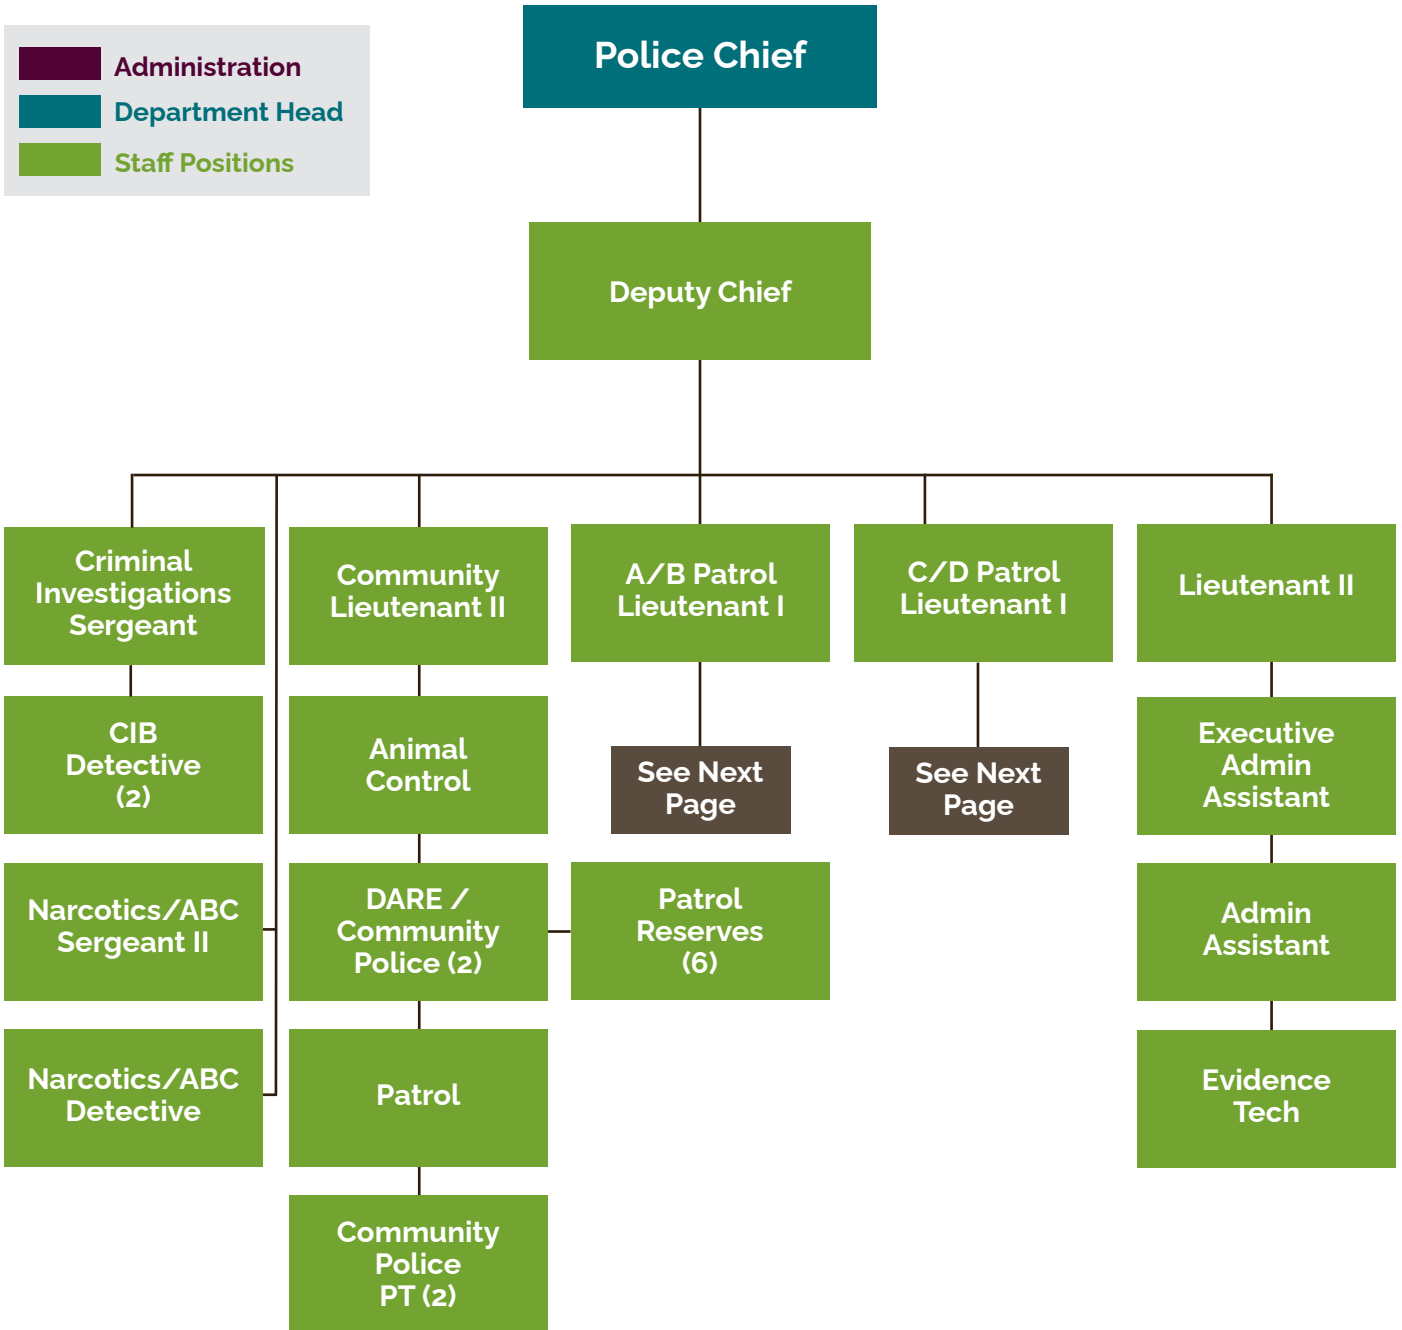 Administration
Department Head
Staff Positions
Police Chief
Deputy Chief
Criminal
Investigations
Sergeant
Community
Lieutenant II
A/B Patrol
Lieutenant I
C/D Patrol
Lieutenant I
Lieutenant II
CIB
Detective
(2)
Animal
Control
See Next
Page
See Next
Page
Executive
Admin
Assistant
Narcotics/ABC
Sergeant II
DARE /
Community
Police (2)
Patrol
Reserves
(6)
Admin
Assistant
Narcotics/ABC
Detective
Patrol
Evidence
Tech
Community
Police
PT (2)